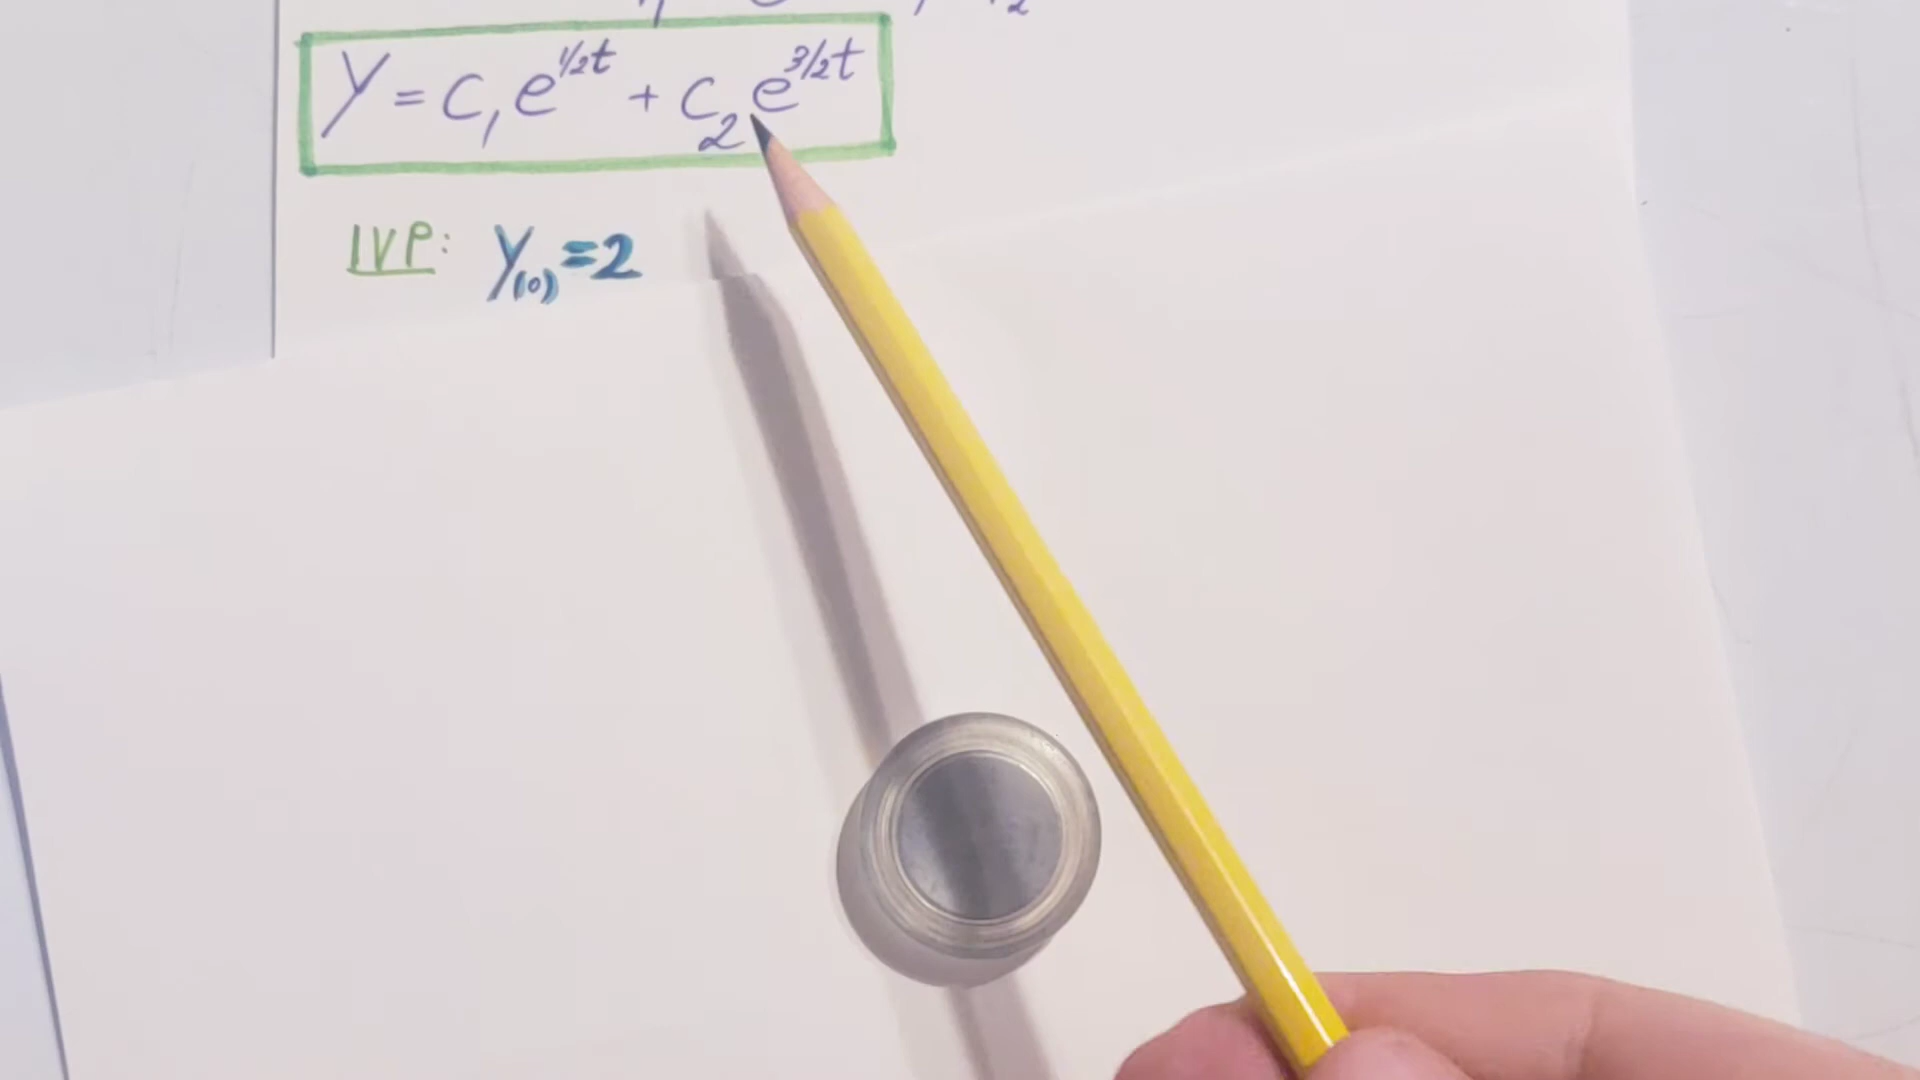 y = c₁e^{1/2t} + c₂e^{3/2t}
IVP: y(0)=2